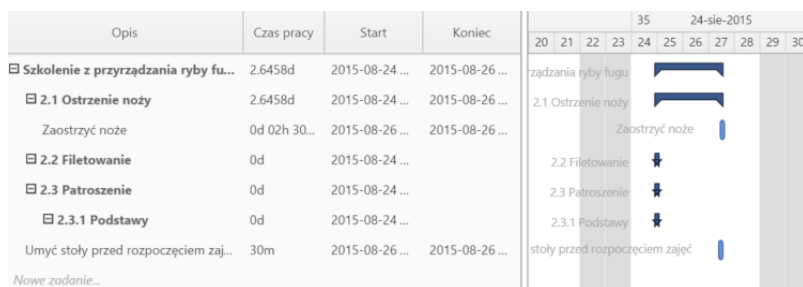 Opis Czas pracy Start Koniec 35 24-sie-2015
20 21 22 23 24 25 26 27 28 29 30
Szkolenie z przyrządzania ryby fu... 2.6458d 2015-08-24 ... 2015-08-26 ... rządzania ryby fugu
2.1 Ostrzenie noży 2.6458d 2015-08-24 ... 2015-08-26 ... 2.1 Ostrzenie noży
Zaostrzyć noże 0d 02h 30... 2015-08-26 ... 2015-08-26 ... Zaostrzyć noże
2.2 Filetowanie 0d 2015-08-24 ... 2.2 Filetowanie
2.3 Patroszenie 0d 2015-08-24 ... 2.3 Patroszenie
2.3.1 Podstawy 0d 2015-08-24 ... 2.3.1 Podstawy
Umyć stoły przed rozpoczęciem zaj... 30m 2015-08-26 ... 2015-08-26 ... stoły przed rozpoczęciem zajęć
Nowe zadanie...